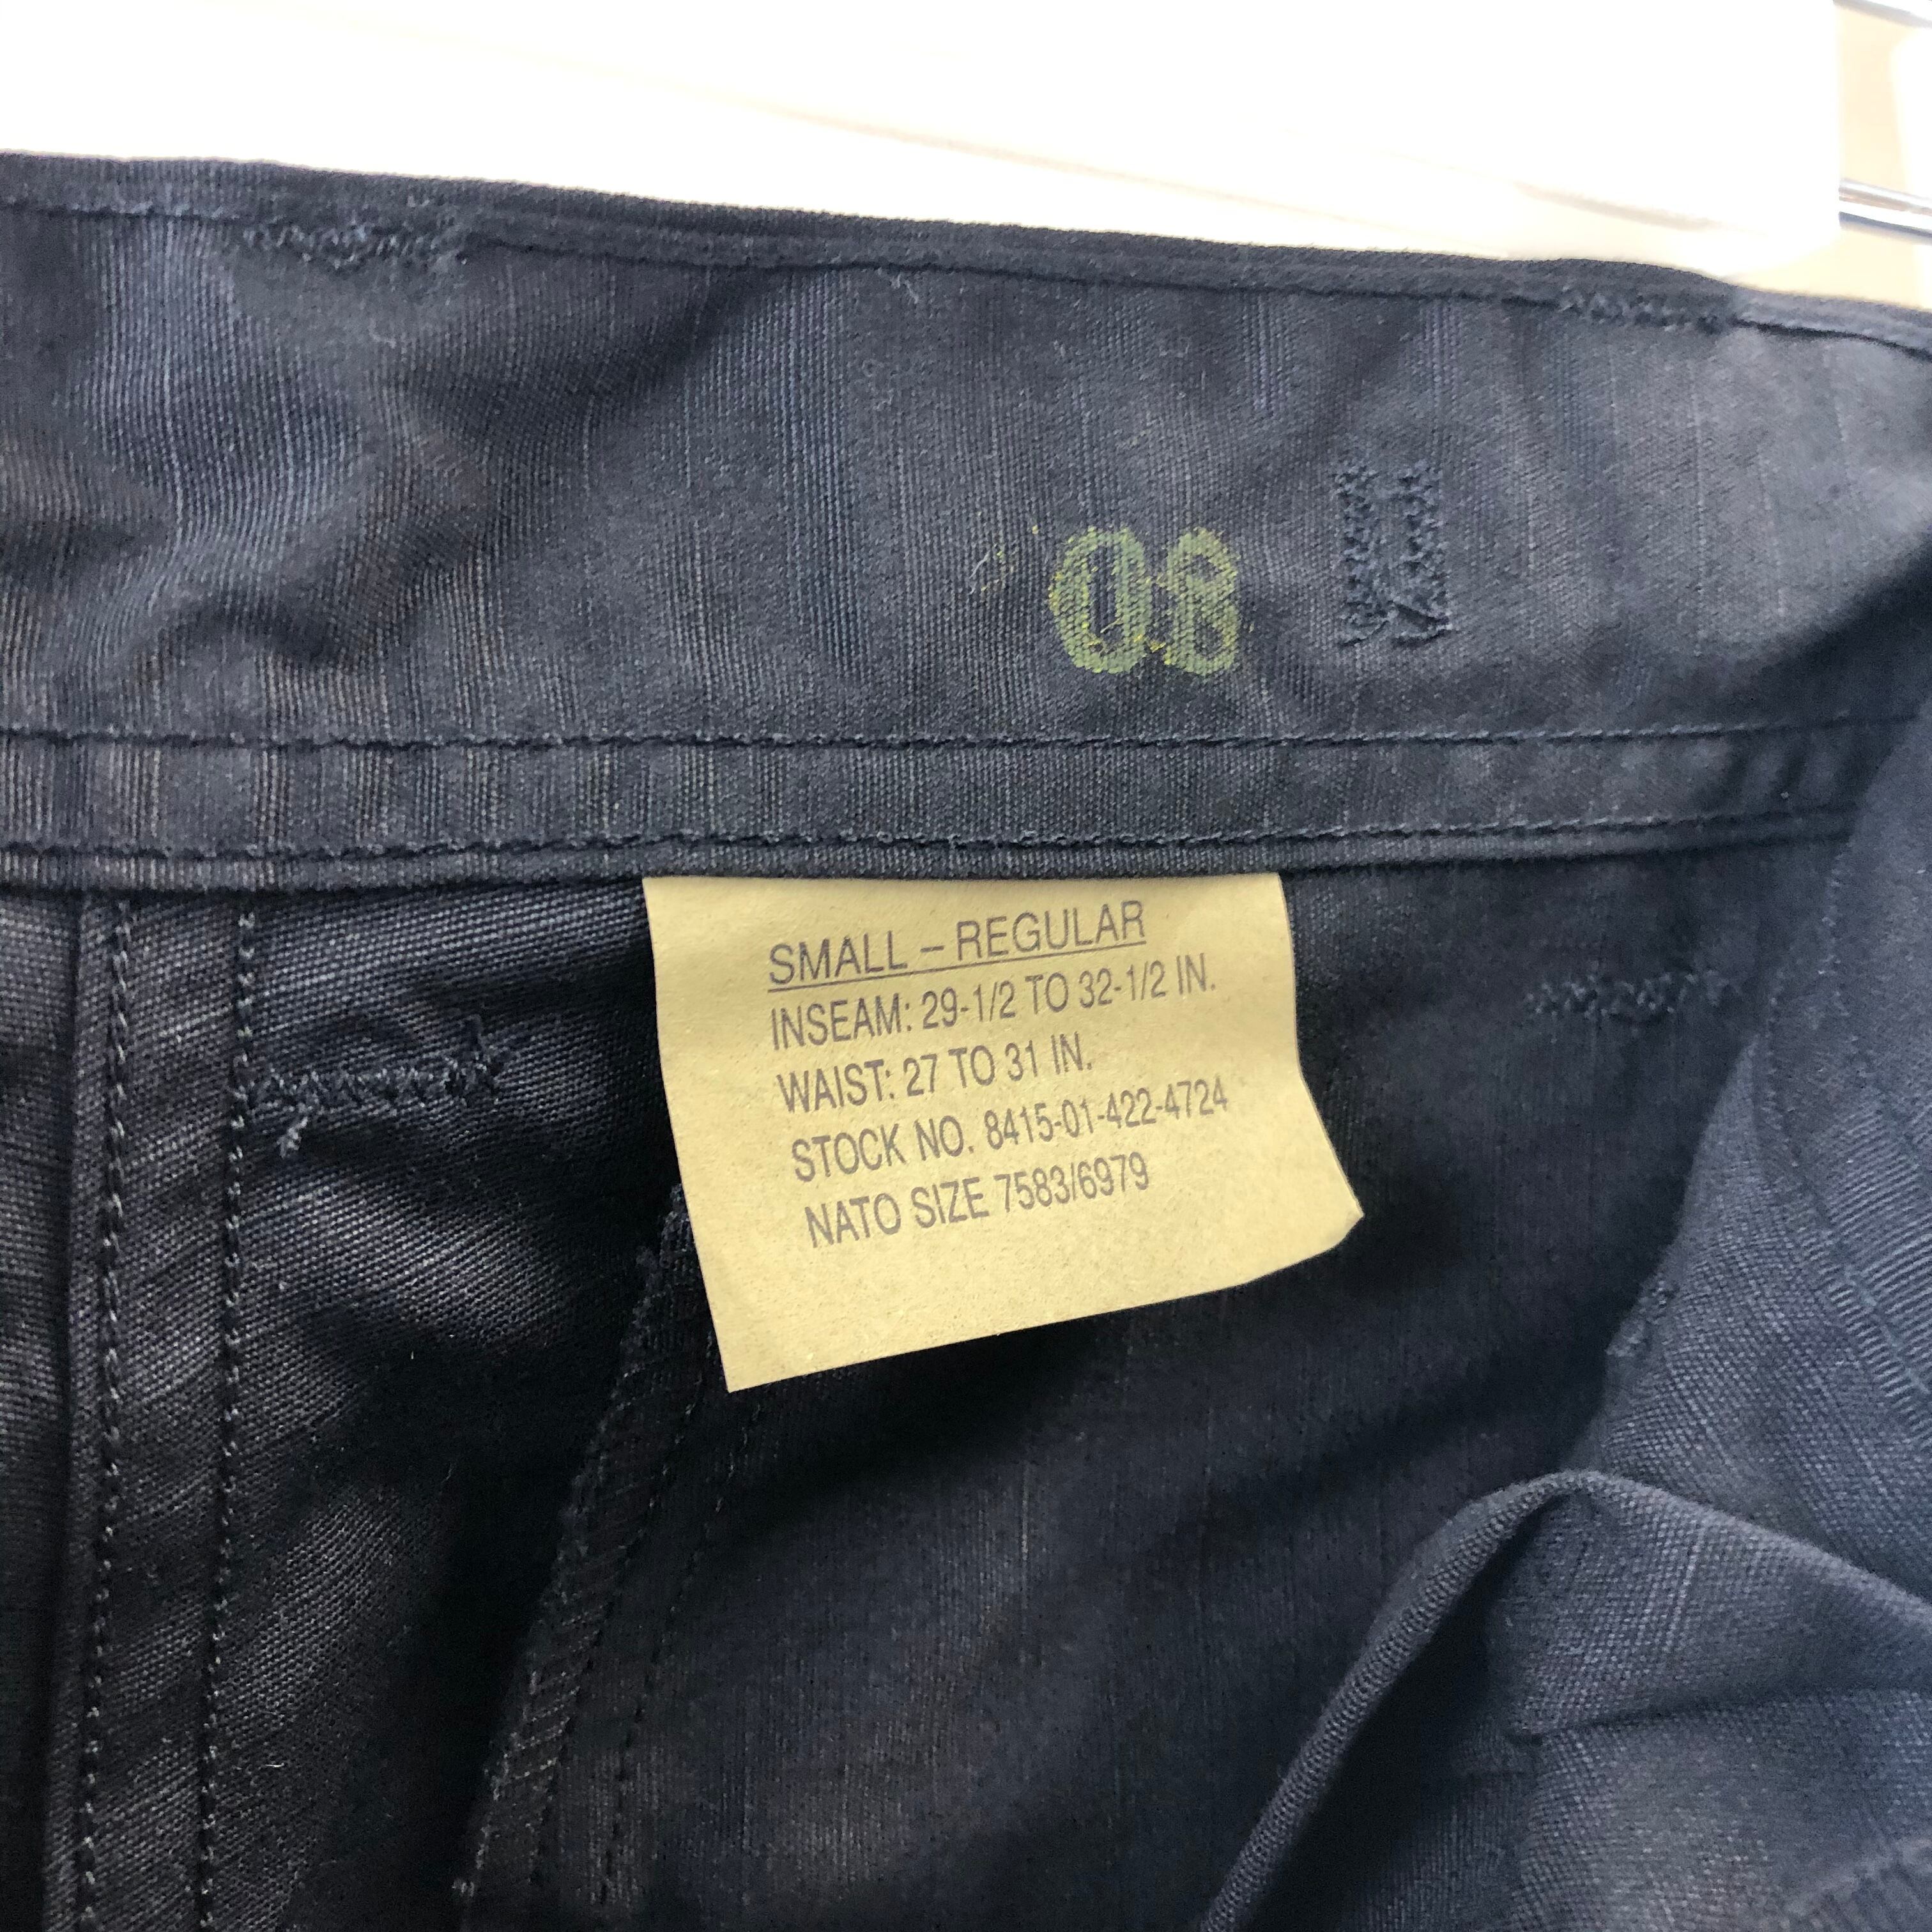 08
SMALL – REGULAR
INSEAM: 29-1/2 TO 32-1/2 IN.
WAIST: 27 TO 31 IN.
STOCK NO. 8415-01-422-4724
NATO SIZE 7583/6979